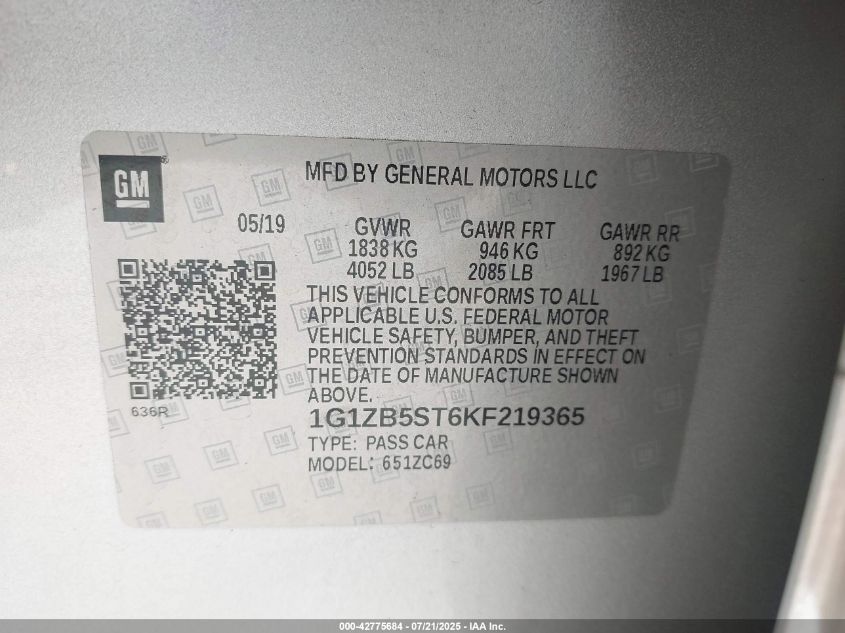 GM
MFD BY GENERAL MOTORS LLC
05/19
GVWR GAWR FRT GAWR RR
1838 KG 946 KG 892 KG
4052 LB 2085 LB 1967 LB
THIS VEHICLE CONFORMS TO ALL
APPLICABLE U.S. FEDERAL MOTOR
VEHICLE SAFETY, BUMPER, AND THEFT
PREVENTION STANDARDS IN EFFECT ON
THE DATE OF MANUFACTURE SHOWN
ABOVE.
636R
1G1ZB5ST6KF219365
TYPE: PASS CAR
MODEL: 651ZC69
000-42775684 - 07/21/2025 - IAA Inc.